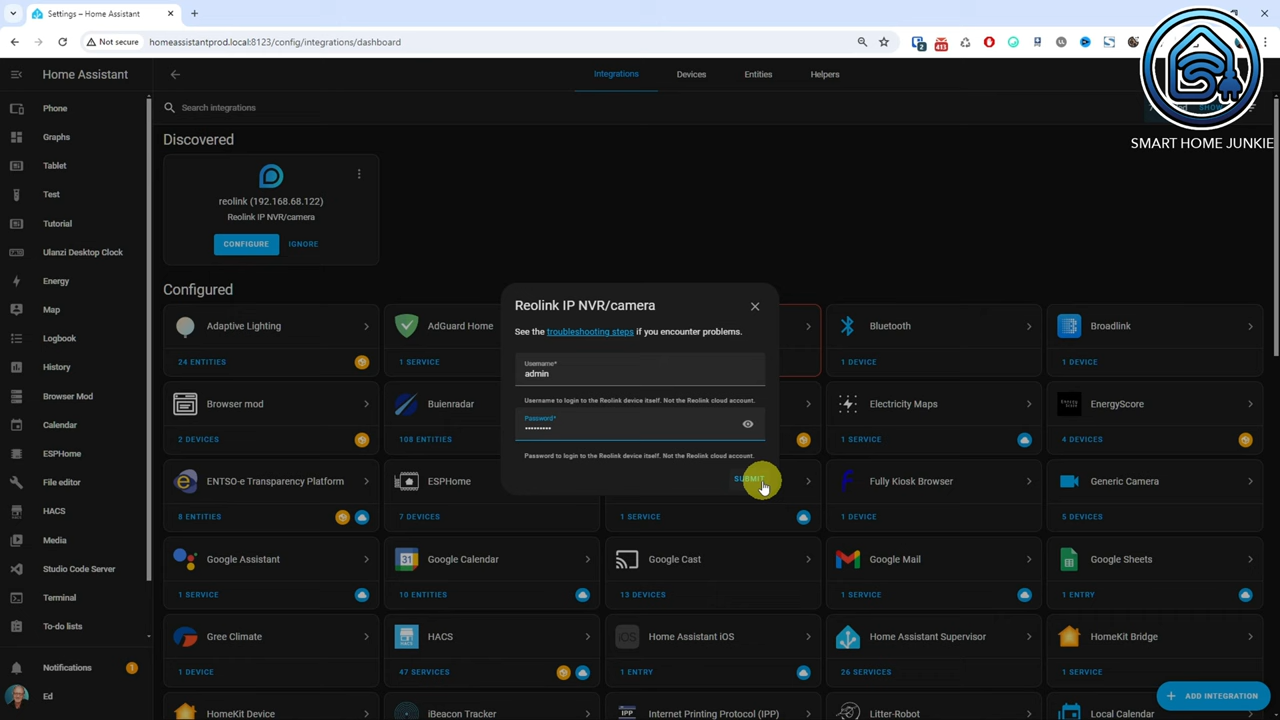 Settings – Home Assistant
Not secure
homeassistantprod.local:8123/config/integrations/dashboard
2
413
SMART HOME JUNKIE
Home Assistant
Integrations
Devices
Entities
Helpers
Phone
Graphs
Tablet
Test
Tutorial
Ulanzi Desktop Clock
Energy
Map
Logbook
History
Browser Mod
Calendar
ESPHome
File editor
HACS
Media
Studio Code Server
Terminal
To-do lists
Notifications
1
Ed
Search integrations
Discovered
reolink (192.168.68.122)
Reolink IP NVR/camera
CONFIGURE
IGNORE
Configured
Reolink IP NVR/camera
See the troubleshooting steps if you encounter problems.
Username*
admin
Username to login to the Reolink device itself. Not the Reolink cloud account.
Password*
•••••••••
Password to login to the Reolink device itself. Not the Reolink cloud account.
SUBMIT
Adaptive Lighting
24 ENTITIES
AdGuard Home
1 SERVICE
Bluetooth
1 DEVICE
Broadlink
1 DEVICE
Browser mod
2 DEVICES
Buienradar
108 ENTITIES
Electricity Maps
1 SERVICE
EnergyScore
4 DEVICES
ENTSO-e Transparency Platform
8 ENTITIES
ESPHome
7 DEVICES
1 SERVICE
Fully Kiosk Browser
1 DEVICE
Generic Camera
5 DEVICES
Google Assistant
1 SERVICE
31
Google Calendar
10 ENTITIES
Google Cast
13 DEVICES
Google Mail
1 SERVICE
Google Sheets
1 ENTRY
Gree Climate
1 DEVICE
HACS
HACS
47 SERVICES
iOS
Home Assistant iOS
1 ENTRY
Home Assistant Supervisor
26 SERVICES
HomeKit Bridge
1 SERVICE
HomeKit Device
iBeacon Tracker
IPP
Internet Printing Protocol (IPP)
Litter-Robot
Local Calendar
ADD INTEGRATION